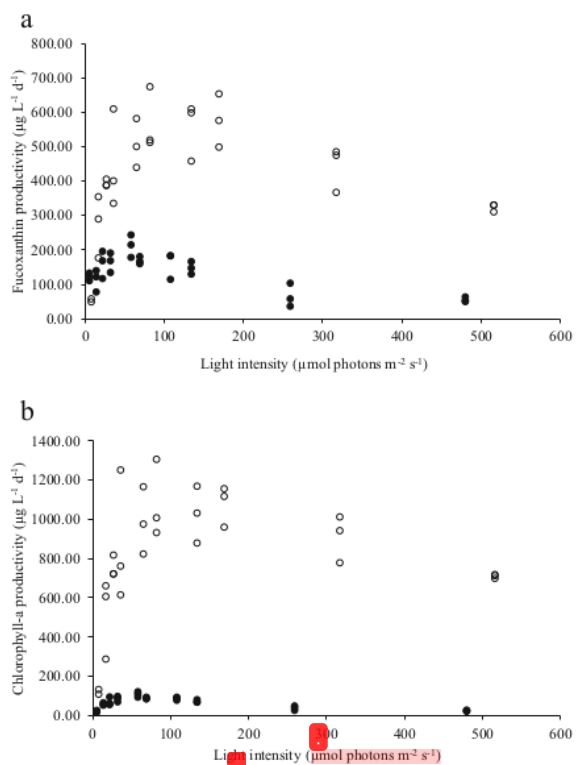 a
800.00
700.00
600.00
500.00
400.00
300.00
200.00
100.00
0.00
Fucoxanthin productivity (µg L⁻¹ d⁻¹)
0 100 200 300 400 500 600
Light intensity (µmol photons m⁻² s⁻¹)
b
1400.00
1200.00
1000.00
800.00
600.00
400.00
200.00
0.00
Chlorophyll-a productivity (µg L⁻¹ d⁻¹)
0 100 200 300 400 500 600
Light intensity (µmol photons m⁻² s⁻¹)